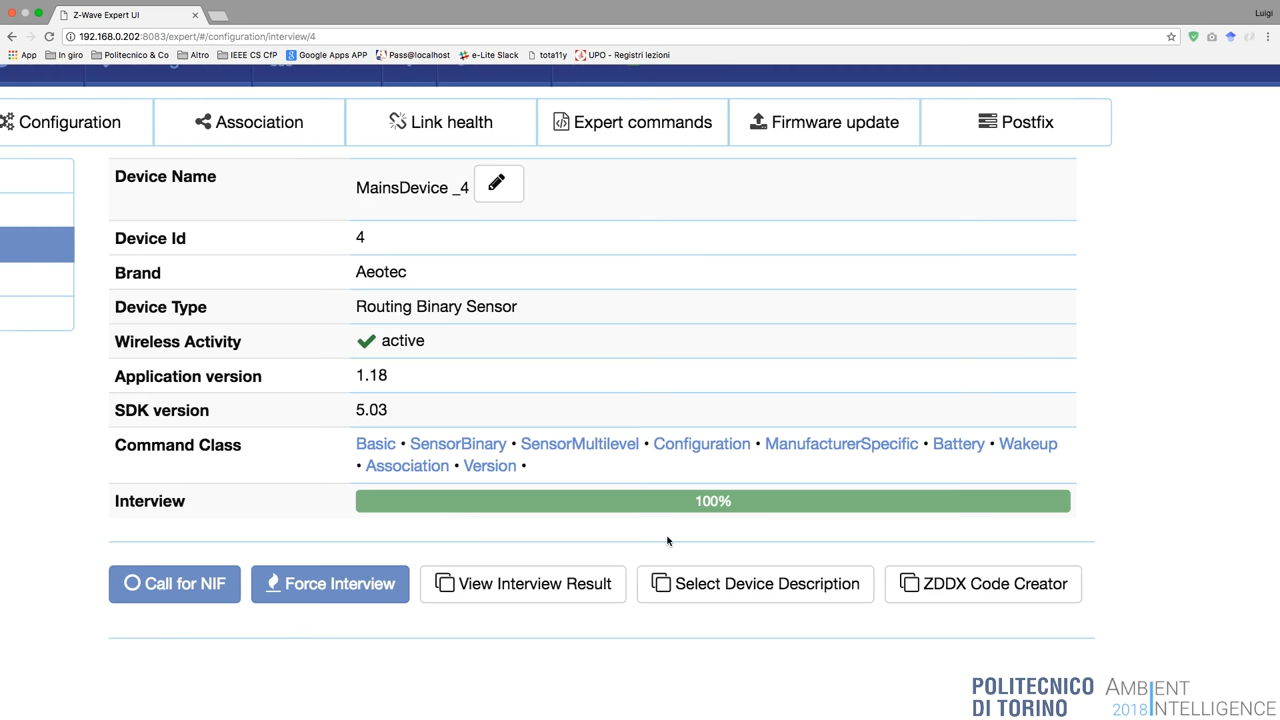 Z-Wave Expert UI
Luigi
192.168.0.202:8083/expert/#/configuration/interview/4
App In giro Politecnico & Co Altro IEEE CS CfP Google Apps APP Pass@localhost e-Lite Slack tota11y UPO - Registri lezioni
Configuration Association Link health Expert commands Firmware update Postfix
Device Name MainsDevice _4
Device Id 4
Brand Aeotec
Device Type Routing Binary Sensor
Wireless Activity active
Application version 1.18
SDK version 5.03
Command Class Basic • SensorBinary • SensorMultilevel • Configuration • ManufacturerSpecific • Battery • Wakeup
• Association • Version •
Interview 100%
Call for NIF Force Interview View Interview Result Select Device Description ZDDX Code Creator
POLITECNICO AMBIENT
DI TORINO 2018 INTELLIGENCE